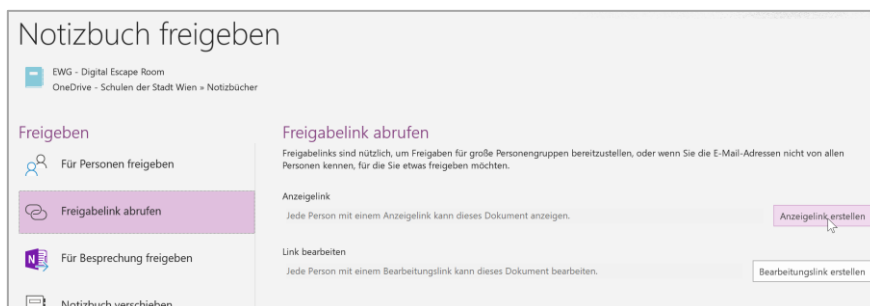 Notizbuch freigeben
EWG - Digital Escape Room
OneDrive - Schulen der Stadt Wien » Notizbücher
Freigeben
Für Personen freigeben
Freigabelink abrufen
Für Besprechung freigeben
Notizbuch verschieben
Freigabelink abrufen
Freigabelinks sind nützlich, um Freigaben für große Personengruppen bereitzustellen, oder wenn Sie die E-Mail-Adressen nicht von allen
Personen kennen, für die Sie etwas freigeben möchten.
Anzeigelink
Jede Person mit einem Anzeigelink kann dieses Dokument anzeigen.
Anzeigelink erstellen
Link bearbeiten
Jede Person mit einem Bearbeitungslink kann dieses Dokument bearbeiten.
Bearbeitungslink erstellen